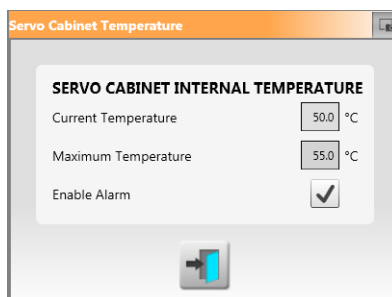 Servo Cabinet Temperature
SERVO CABINET INTERNAL TEMPERATURE
Current Temperature 50.0 °C
Maximum Temperature 55.0 °C
Enable Alarm